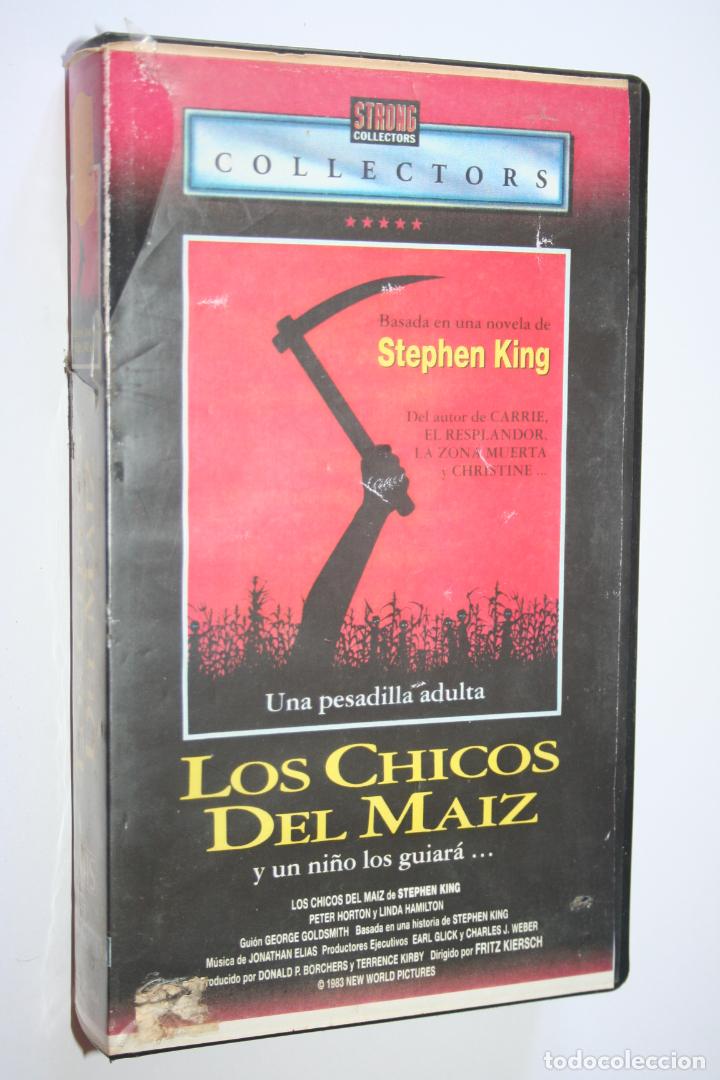 STRONG
COLLECTORS
COLLECTORS
Basada en una novela de
Stephen King
Del autor de CARRIE,
EL RESPLANDOR,
LA ZONA MUERTA
y CHRISTINE ...
Una pesadilla adulta
LOS CHICOS
DEL MAIZ
y un niño los guiará ...
LOS CHICOS DEL MAIZ de STEPHEN KING
PETER HORTON y LINDA HAMILTON
Guión GEORGE GOLDSMITH Basada en una historia de STEPHEN KING
Música de JONATHAN ELIAS Productores Ejecutivos EARL GLICK y CHARLES J. WEBER
roducido por DONALD P. BORCHERS y TERRENCE KIRBY Dirigido por FRITZ KIERSCH
© 1983 NEW WORLD PICTURES
todocoleccion